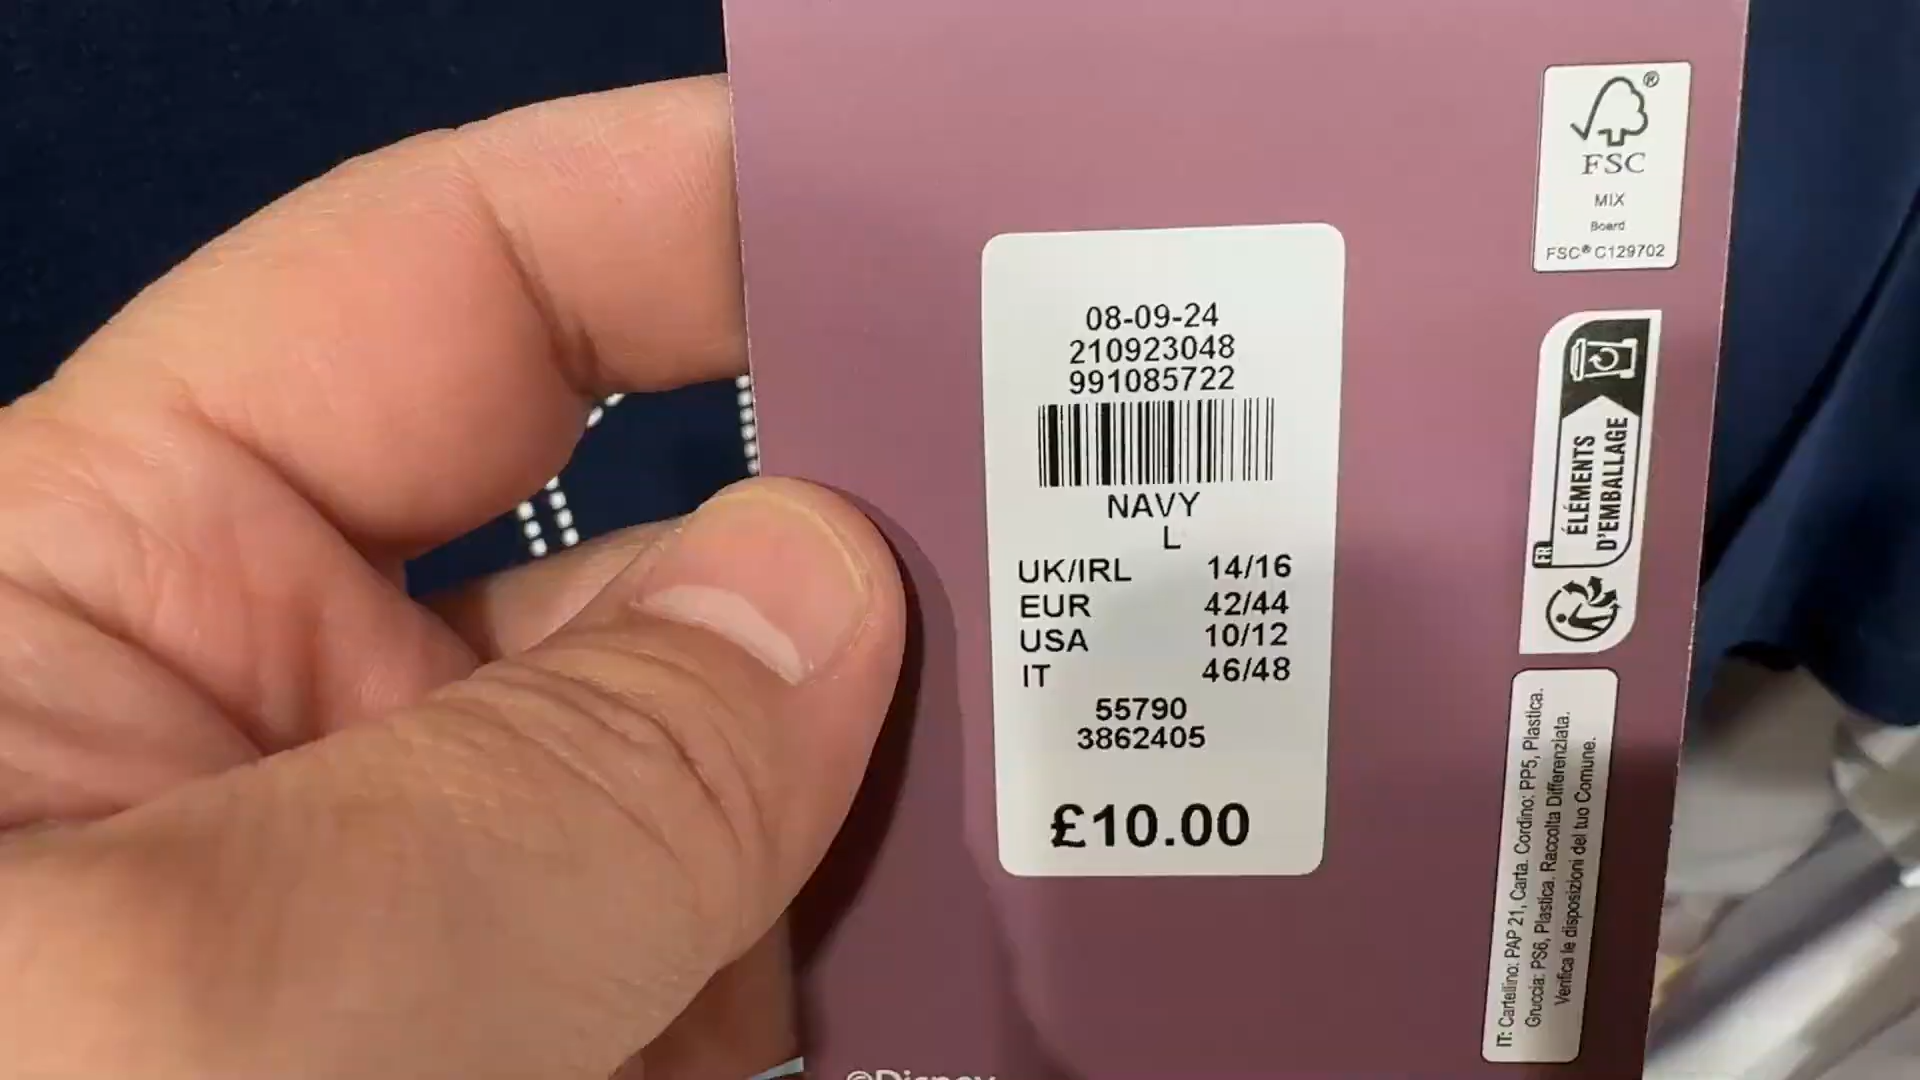 08-09-24
210923048
991085722
NAVY
L
UK/IRL 14/16
EUR 42/44
USA 10/12
IT 46/48
55790
3862405
£10.00
©Disney
®
FSC
MIX
Board
FSC® C129702
FR
ÉLÉMENTS
D'EMBALLAGE
IT: Cartellino: PAP 21, Carta. Cordino: PP5, Plastica.
Gruccia: PS6, Plastica. Raccolta Differenziata.
Verifica le disposizioni del tuo Comune.